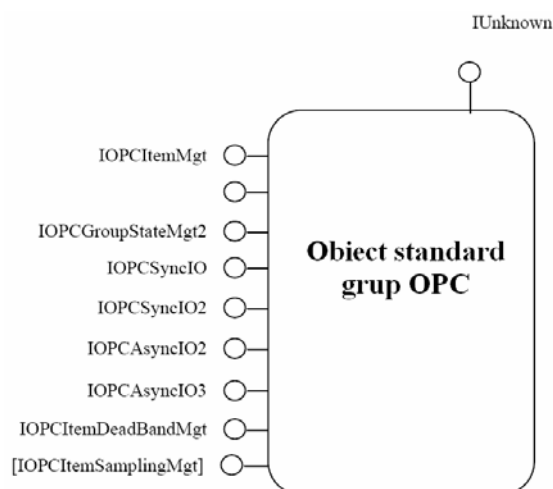 IUnknown
IOPCItemMgt
IOPCGroupStateMgt2
IOPCSyncIO
IOPCSyncIO2
IOPCAsyncIO2
IOPCAsyncIO3
IOPCItemDeadBandMgt
[IOPCItemSamplingMgt]
Obiect standard
grup OPC